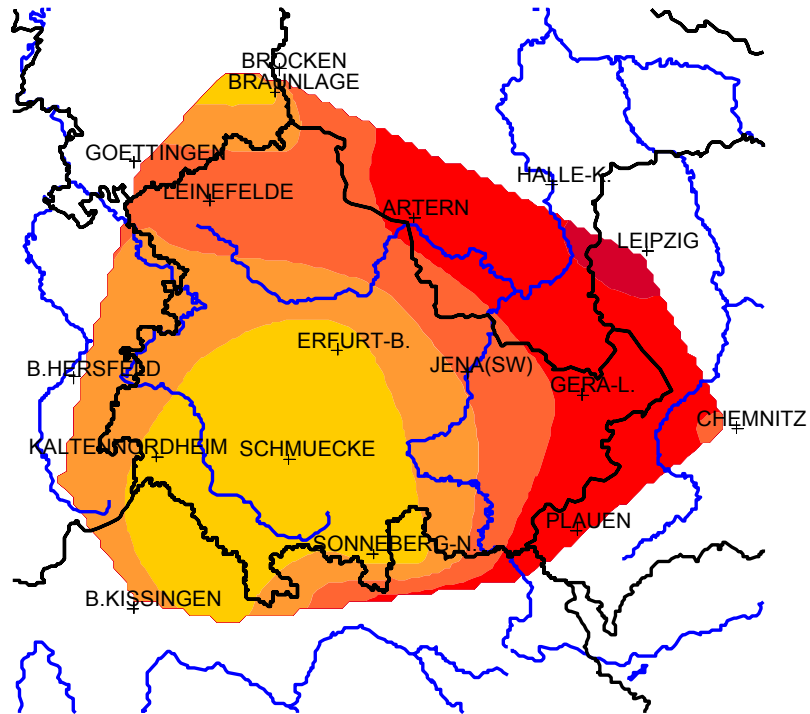 BROCKEN
BRAUNLAGE
GOETTINGEN
HALLE-K.
LEINEFELDE
ARTERN
LEIPZIG
ERFURT-B.
B.HERSFELD
JENA(SW)
GERA-L.
CHEMNITZ
KALTENNORDHEIM
SCHMUECKE
PLAUEN
SONNEBERG-N.
B.KISSINGEN